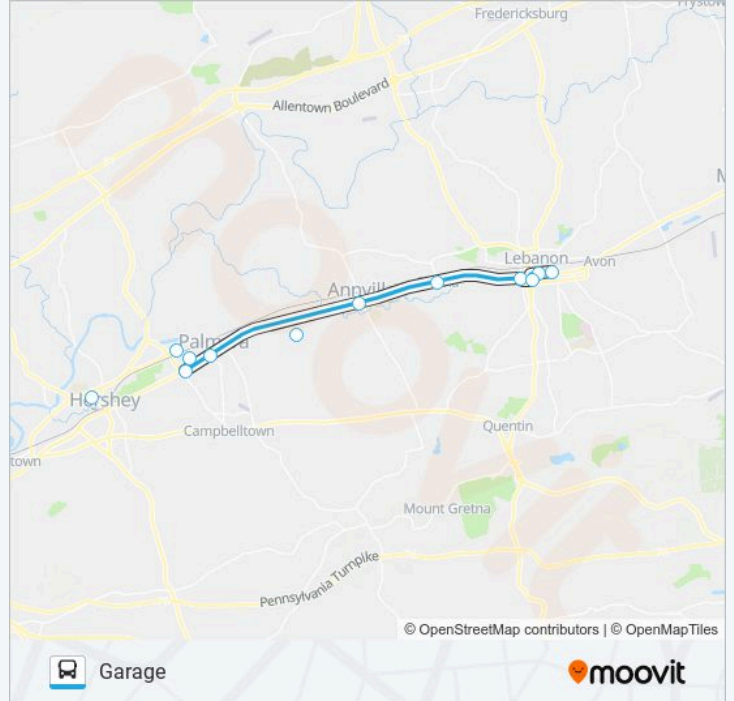 Frystow
Fredericksburg
Allentown Boulevard
Lebanon
Avon
Annville
Palmyra
Hershey
Campbelltown
Quentin
town
Mount Gretna
Pennsylvania Turnpike
© OpenStreetMap contributors | © OpenMapTiles
Garage
moovit